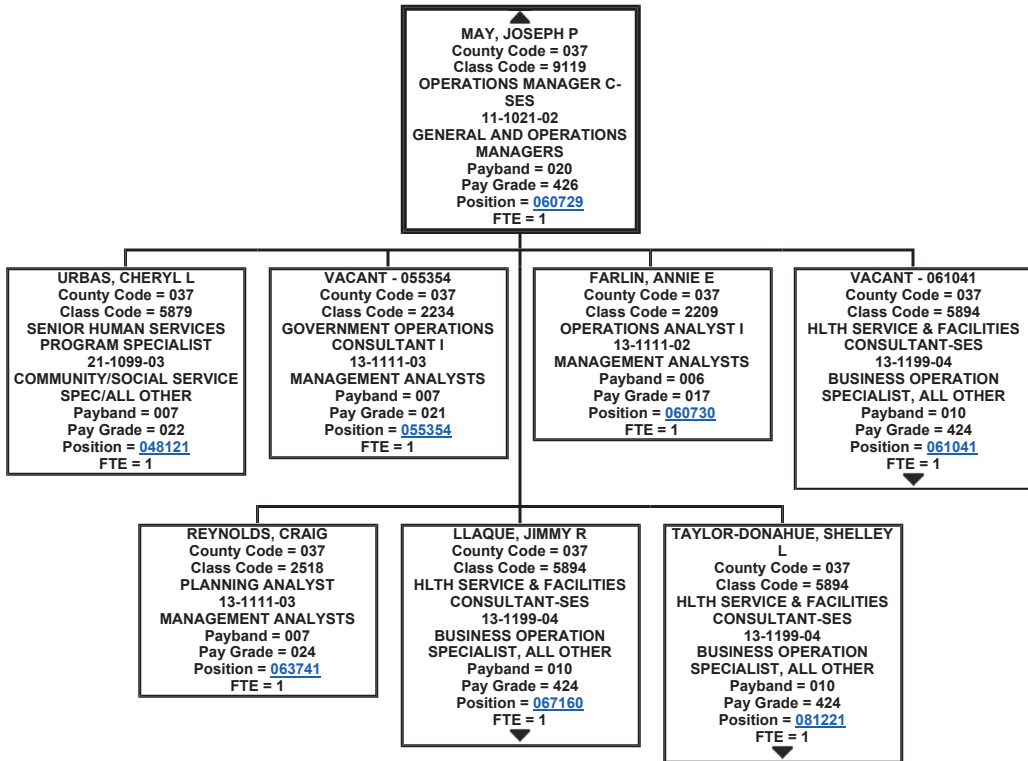 MAY, JOSEPH P
County Code = 037
Class Code = 9119
OPERATIONS MANAGER C-
SES
11-1021-02
GENERAL AND OPERATIONS
MANAGERS
Payband = 020
Pay Grade = 426
Position = 060729
FTE = 1
URBAS, CHERYL L
County Code = 037
Class Code = 5879
SENIOR HUMAN SERVICES
PROGRAM SPECIALIST
21-1099-03
COMMUNITY/SOCIAL SERVICE
SPEC/ALL OTHER
Payband = 007
Pay Grade = 022
Position = 048121
FTE = 1
VACANT - 055354
County Code = 037
Class Code = 2234
GOVERNMENT OPERATIONS
CONSULTANT I
13-1111-03
MANAGEMENT ANALYSTS
Payband = 007
Pay Grade = 021
Position = 055354
FTE = 1
FARLIN, ANNIE E
County Code = 037
Class Code = 2209
OPERATIONS ANALYST I
13-1111-02
MANAGEMENT ANALYSTS
Payband = 006
Pay Grade = 017
Position = 060730
FTE = 1
VACANT - 061041
County Code = 037
Class Code = 5894
HLTH SERVICE & FACILITIES
CONSULTANT-SES
13-1199-04
BUSINESS OPERATION
SPECIALIST, ALL OTHER
Payband = 010
Pay Grade = 424
Position = 061041
FTE = 1
REYNOLDS, CRAIG
County Code = 037
Class Code = 2518
PLANNING ANALYST
13-1111-03
MANAGEMENT ANALYSTS
Payband = 007
Pay Grade = 024
Position = 063741
FTE = 1
LLAQUE, JIMMY R
County Code = 037
Class Code = 5894
HLTH SERVICE & FACILITIES
CONSULTANT-SES
13-1199-04
BUSINESS OPERATION
SPECIALIST, ALL OTHER
Payband = 010
Pay Grade = 424
Position = 067160
FTE = 1
TAYLOR-DONAHUE, SHELLEY
L
County Code = 037
Class Code = 5894
HLTH SERVICE & FACILITIES
CONSULTANT-SES
13-1199-04
BUSINESS OPERATION
SPECIALIST, ALL OTHER
Payband = 010
Pay Grade = 424
Position = 081221
FTE = 1